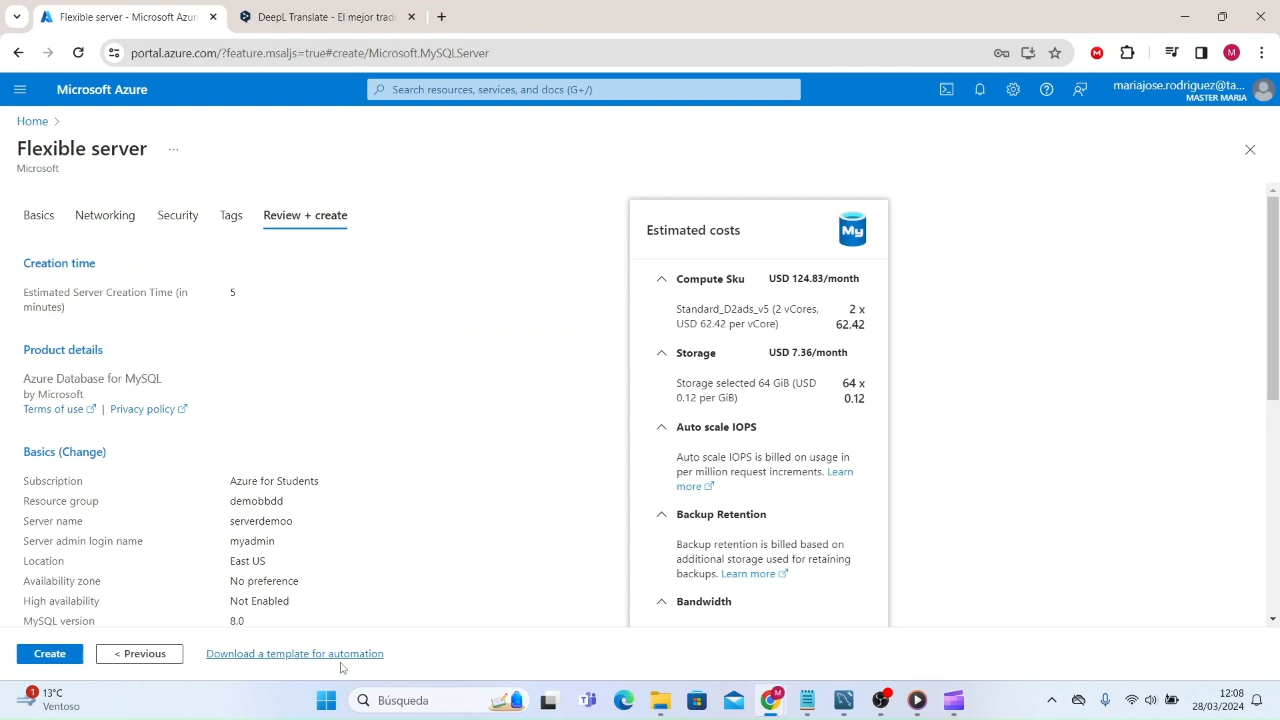 Flexible server - Microsoft Azur
DeepL Translate - El mejor trad
portal.azure.com/?feature.msaljs=true#create/Microsoft.MySQLServer
M
M
Microsoft Azure
Search resources, services, and docs (G+/)
mariajose.rodriguez@ta...
MASTER MARIA
Home >
Flexible server ...
Microsoft
Basics Networking Security Tags Review + create
Creation time
Estimated Server Creation Time (in minutes) 5
Product details
Azure Database for MySQL
by Microsoft
Terms of use | Privacy policy
Basics (Change)
Subscription Azure for Students
Resource group demobbdd
Server name serverdemoo
Server admin login name myadmin
Location East US
Availability zone No preference
High availability Not Enabled
MySQL version 8.0
Estimated costs
My
Compute Sku USD 124.83/month
Standard_D2ads_v5 (2 vCores, 2 x
USD 62.42 per vCore) 62.42
Storage USD 7.36/month
Storage selected 64 GiB (USD 64 x
0.12 per GiB) 0.12
Auto scale IOPS
Auto scale IOPS is billed on usage in
per million request increments. Learn
more
Backup Retention
Backup retention is billed based on
additional storage used for retaining
backups. Learn more
Bandwidth
Create < Previous Download a template for automation
1 13°C
Ventoso
Búsqueda
12:08
28/03/2024